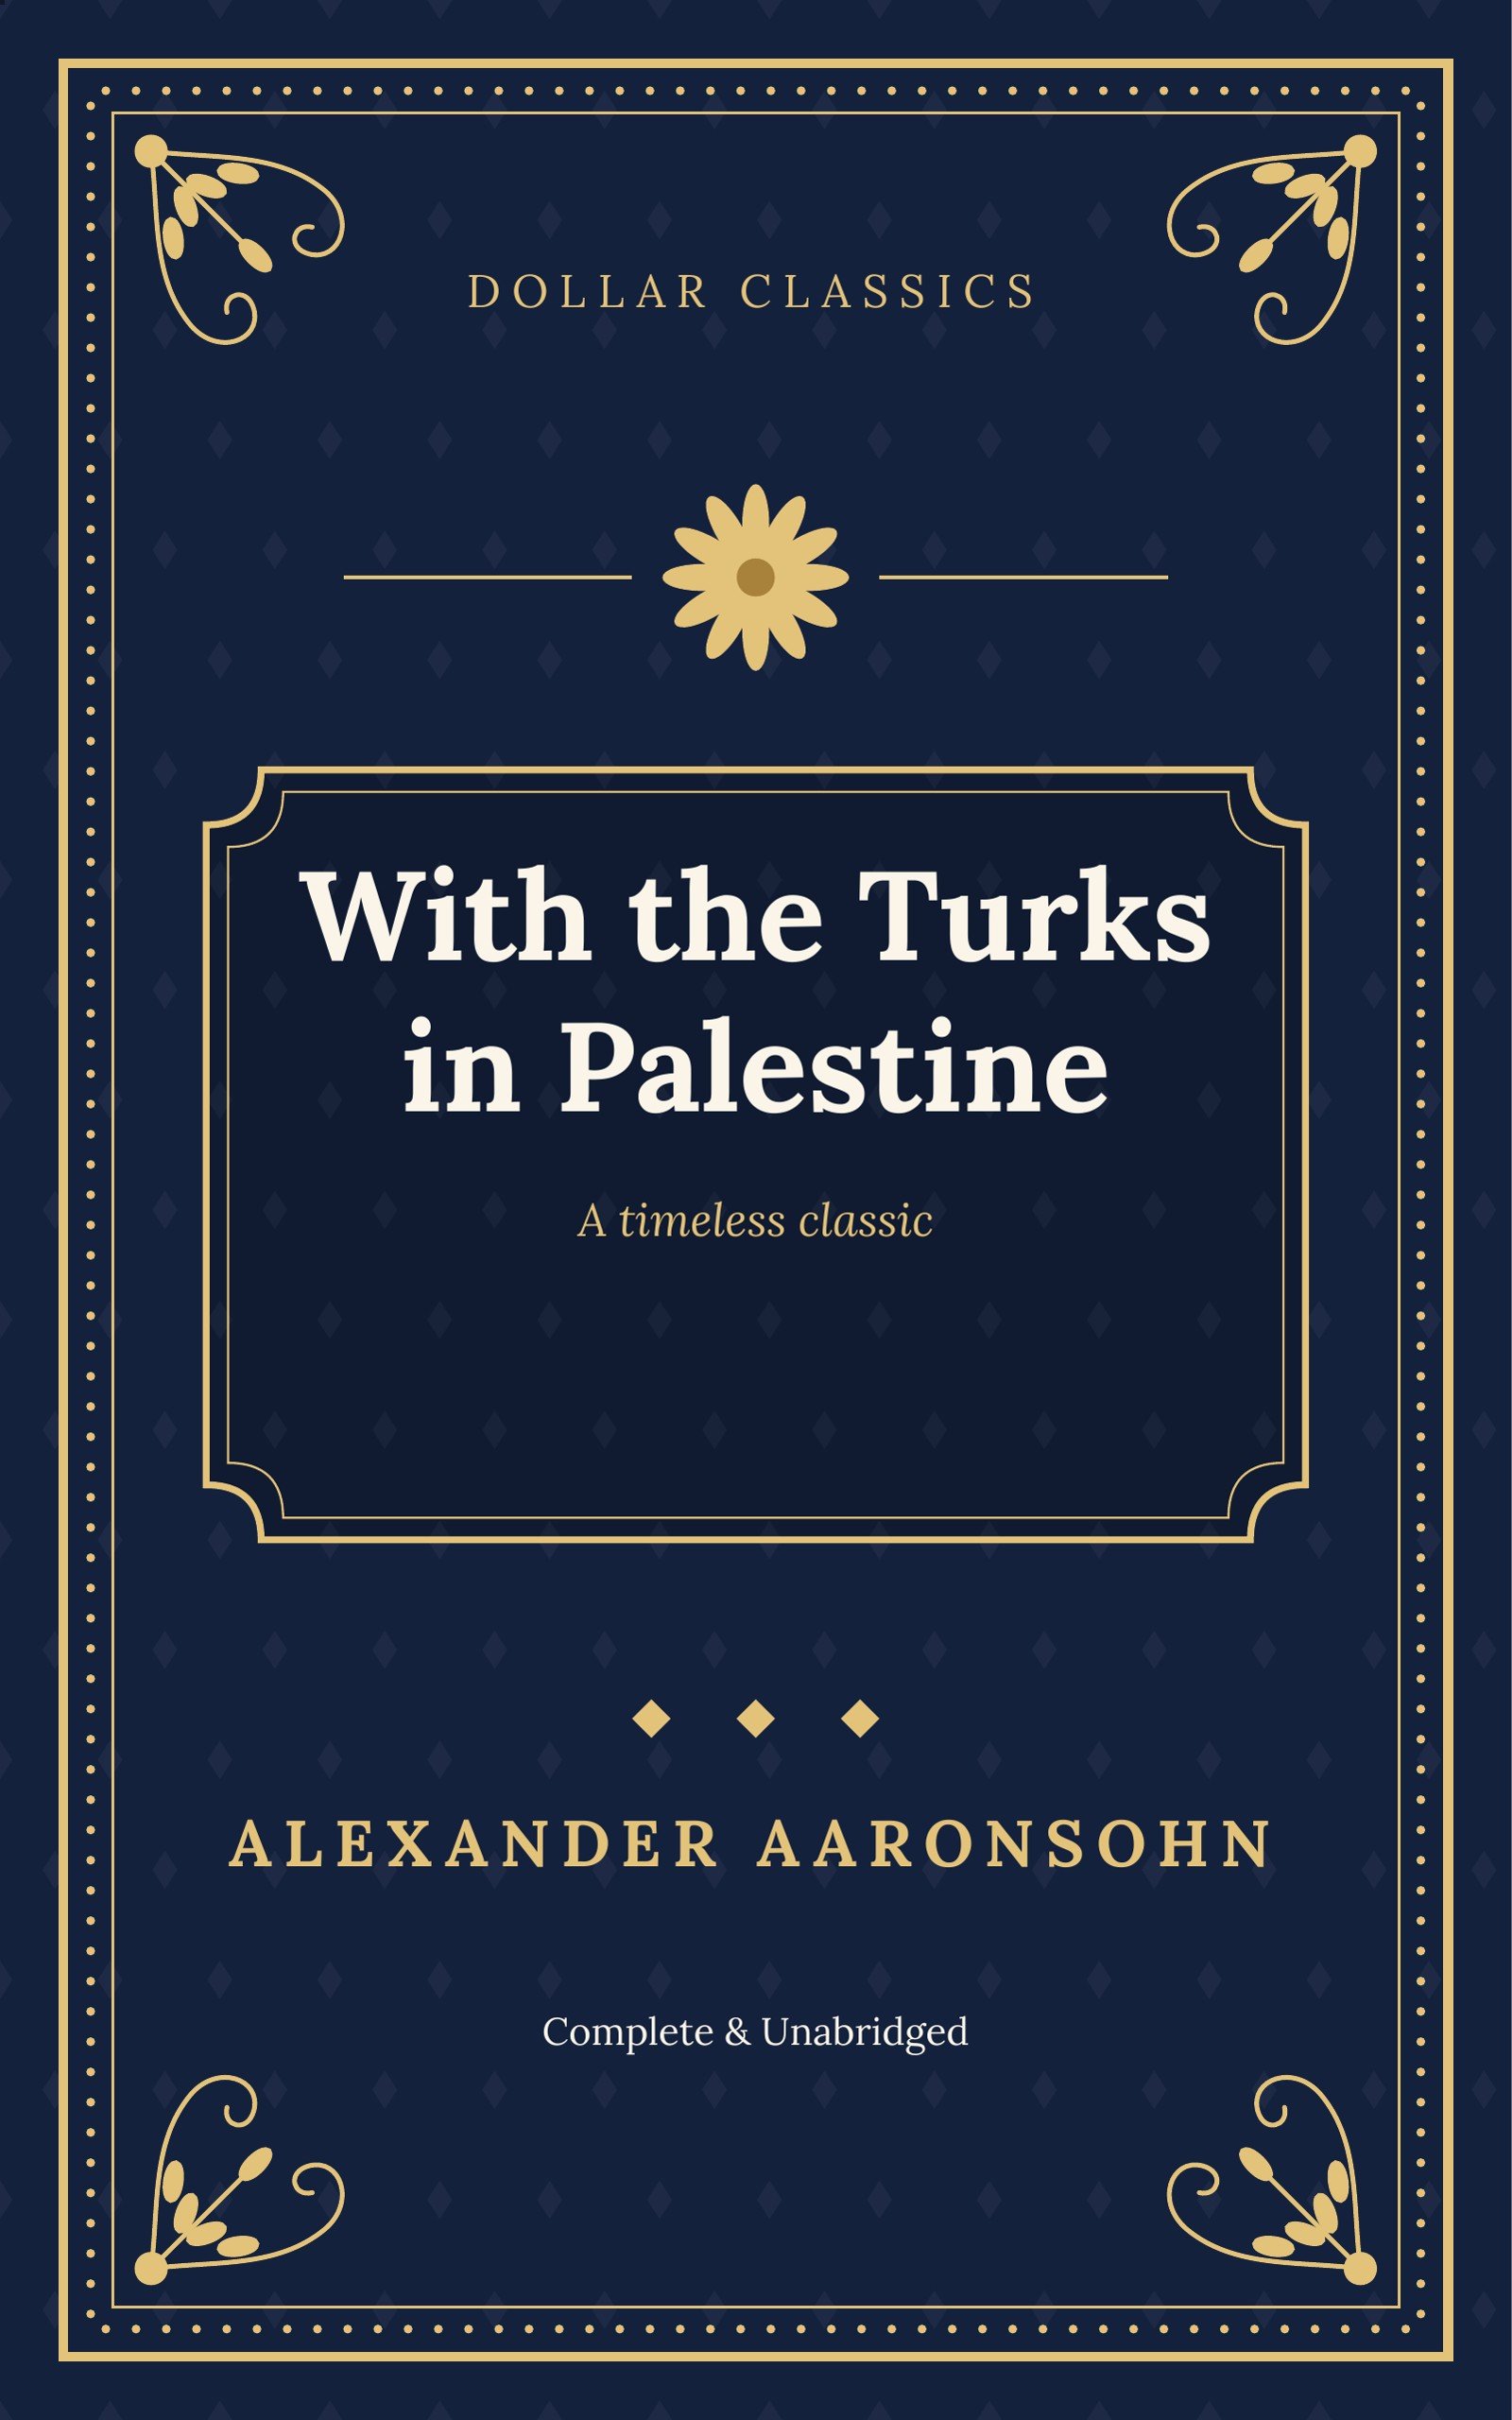 DOLLAR CLASSICS
With the Turks
in Palestine
A timeless classic
ALEXANDER AARONSOHN
Complete & Unabridged